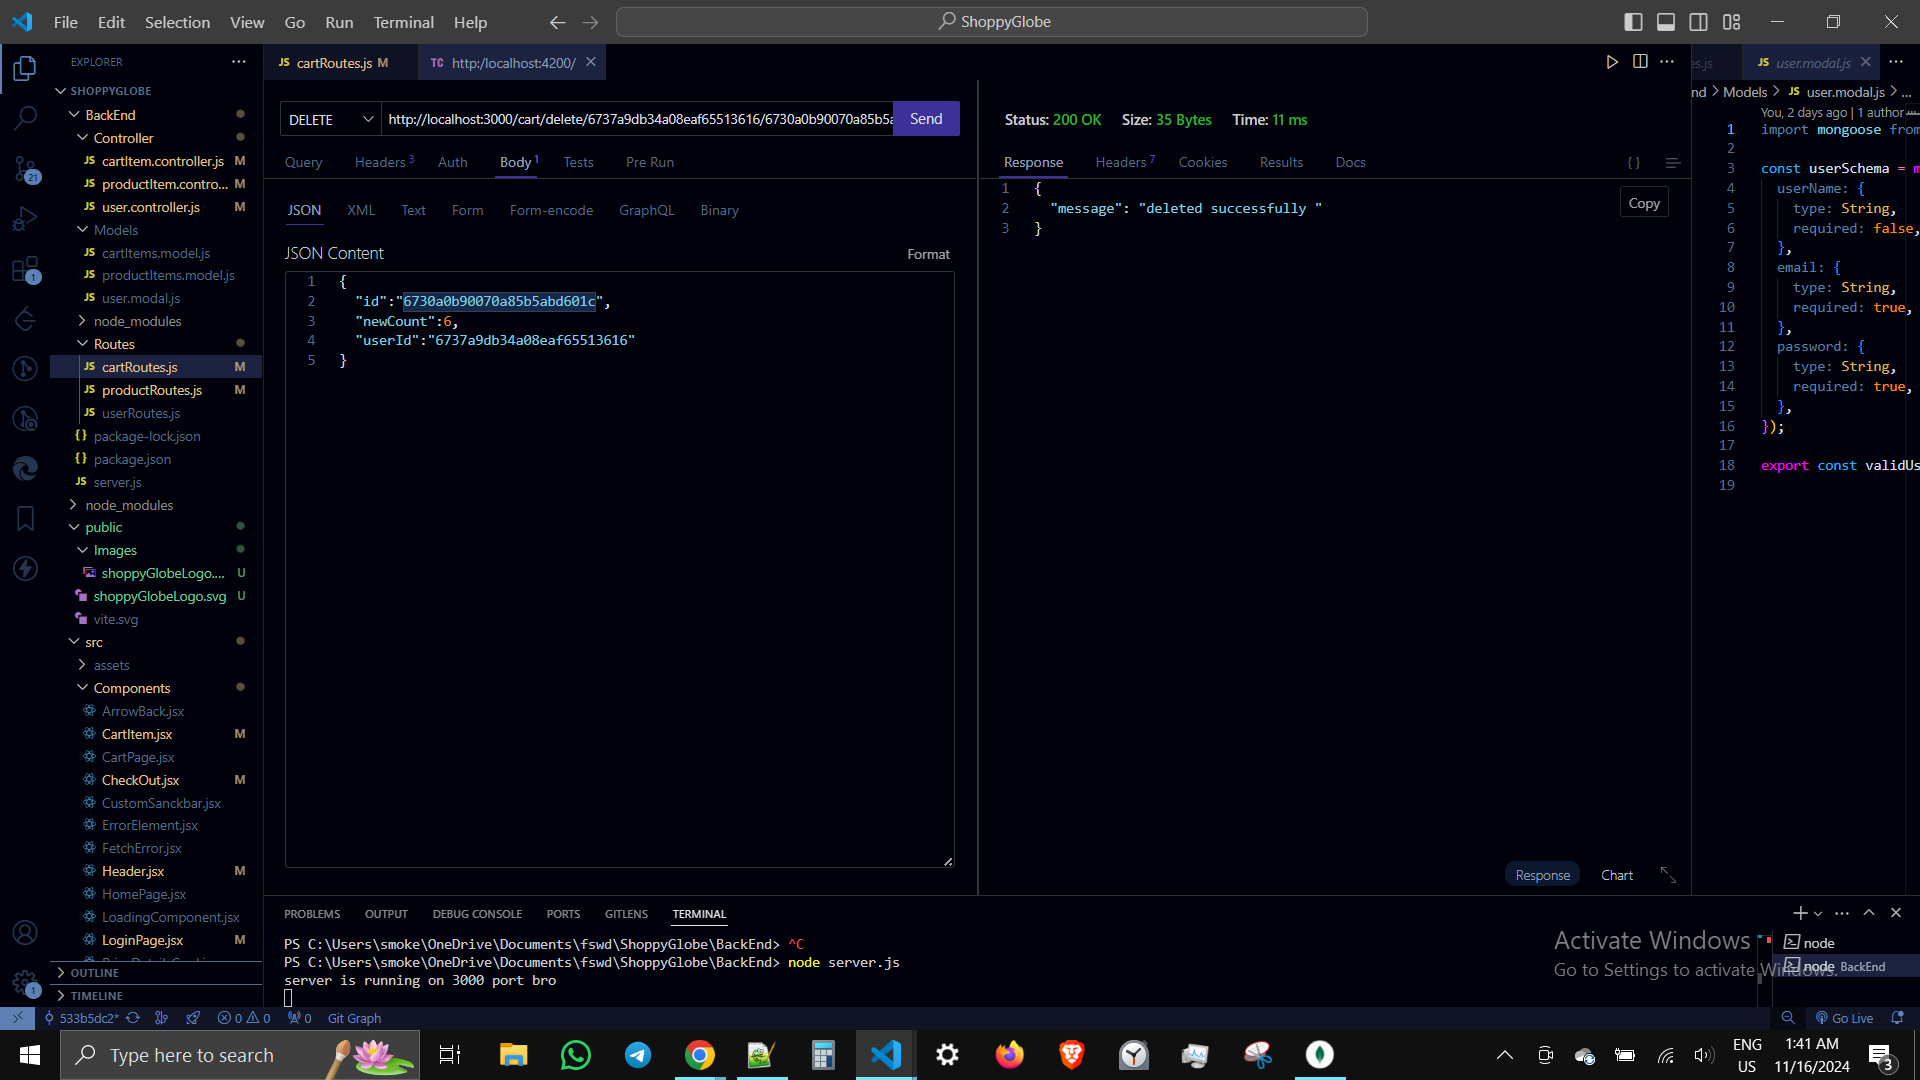 File Edit Selection View Go Run Terminal Help
ShoppyGlobe
EXPLORER
SHOPPYGLOBE
BackEnd
Controller
cartItem.controller.js M
productItem.contro... M
user.controller.js M
Models
cartItems.model.js
productItems.model.js
user.modal.js
node_modules
Routes
cartRoutes.js M
productRoutes.js M
userRoutes.js
package-lock.json
package.json
server.js
node_modules
public
Images
shoppyGlobeLogo.... U
shoppyGlobeLogo.svg U
vite.svg
src
assets
Components
ArrowBack.jsx
CartItem.jsx M
CartPage.jsx
CheckOut.jsx M
CustomSanckbar.jsx
ErrorElement.jsx
FetchError.jsx
Header.jsx M
HomePage.jsx
LoadingComponent.jsx
LoginPage.jsx M
OUTLINE
TIMELINE
21
1
1
JS cartRoutes.js M
TC http:/localhost:4200/
DELETE http://localhost:3000/cart/delete/6737a9db34a08eaf65513616/6730a0b90070a85b5a Send
Query Headers 3 Auth Body 1 Tests Pre Run
JSON XML Text Form Form-encode GraphQL Binary
JSON Content Format
1 {
2 "id":"6730a0b90070a85b5abd601c",
3 "newCount":6,
4 "userId":"6737a9db34a08eaf65513616"
5 }
Status: 200 OK Size: 35 Bytes Time: 11 ms
Response Headers 7 Cookies Results Docs
{ }
1 {
2 "message": "deleted successfully "
3 }
Copy
Response Chart
es.js JS user.modal.js
nd > Models > JS user.modal.js > ...
You, 2 days ago | 1 author
1 import mongoose from
2
3 const userSchema = m
4 userName: {
5 type: String,
6 required: false,
7 },
8 email: {
9 type: String,
10 required: true,
11 },
12 password: {
13 type: String,
14 required: true,
15 },
16 });
17
18 export const validUs
19
PROBLEMS OUTPUT DEBUG CONSOLE PORTS GITLENS TERMINAL
PS C:\Users\smoke\OneDrive\Documents\fswd\ShoppyGlobe\BackEnd> ^C
PS C:\Users\smoke\OneDrive\Documents\fswd\ShoppyGlobe\BackEnd> node server.js
server is running on 3000 port bro
node
node BackEnd
Activate Windows
Go to Settings to activate Windows.
533b5dc2* 0 0 0 Git Graph Go Live
Type here to search
ENG
US
1:41 AM
11/16/2024
3